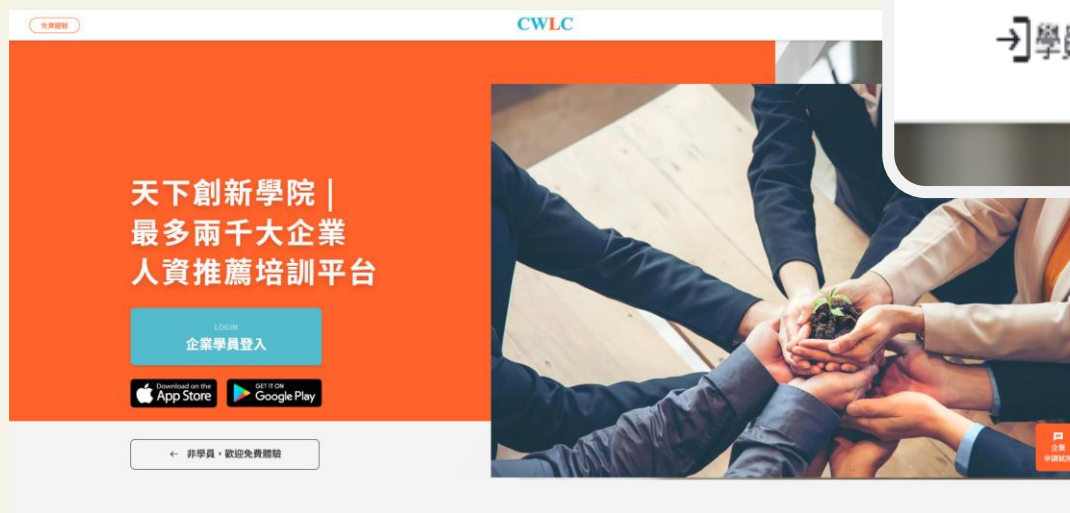 免費體驗
CWLC
天下創新學院|
最多兩千大企業
人資推薦培訓平台
LOGIN
企業學員登入
Download on the
App Store
GET IT ON
Google Play
← 非學員，歡迎免費體驗
企業